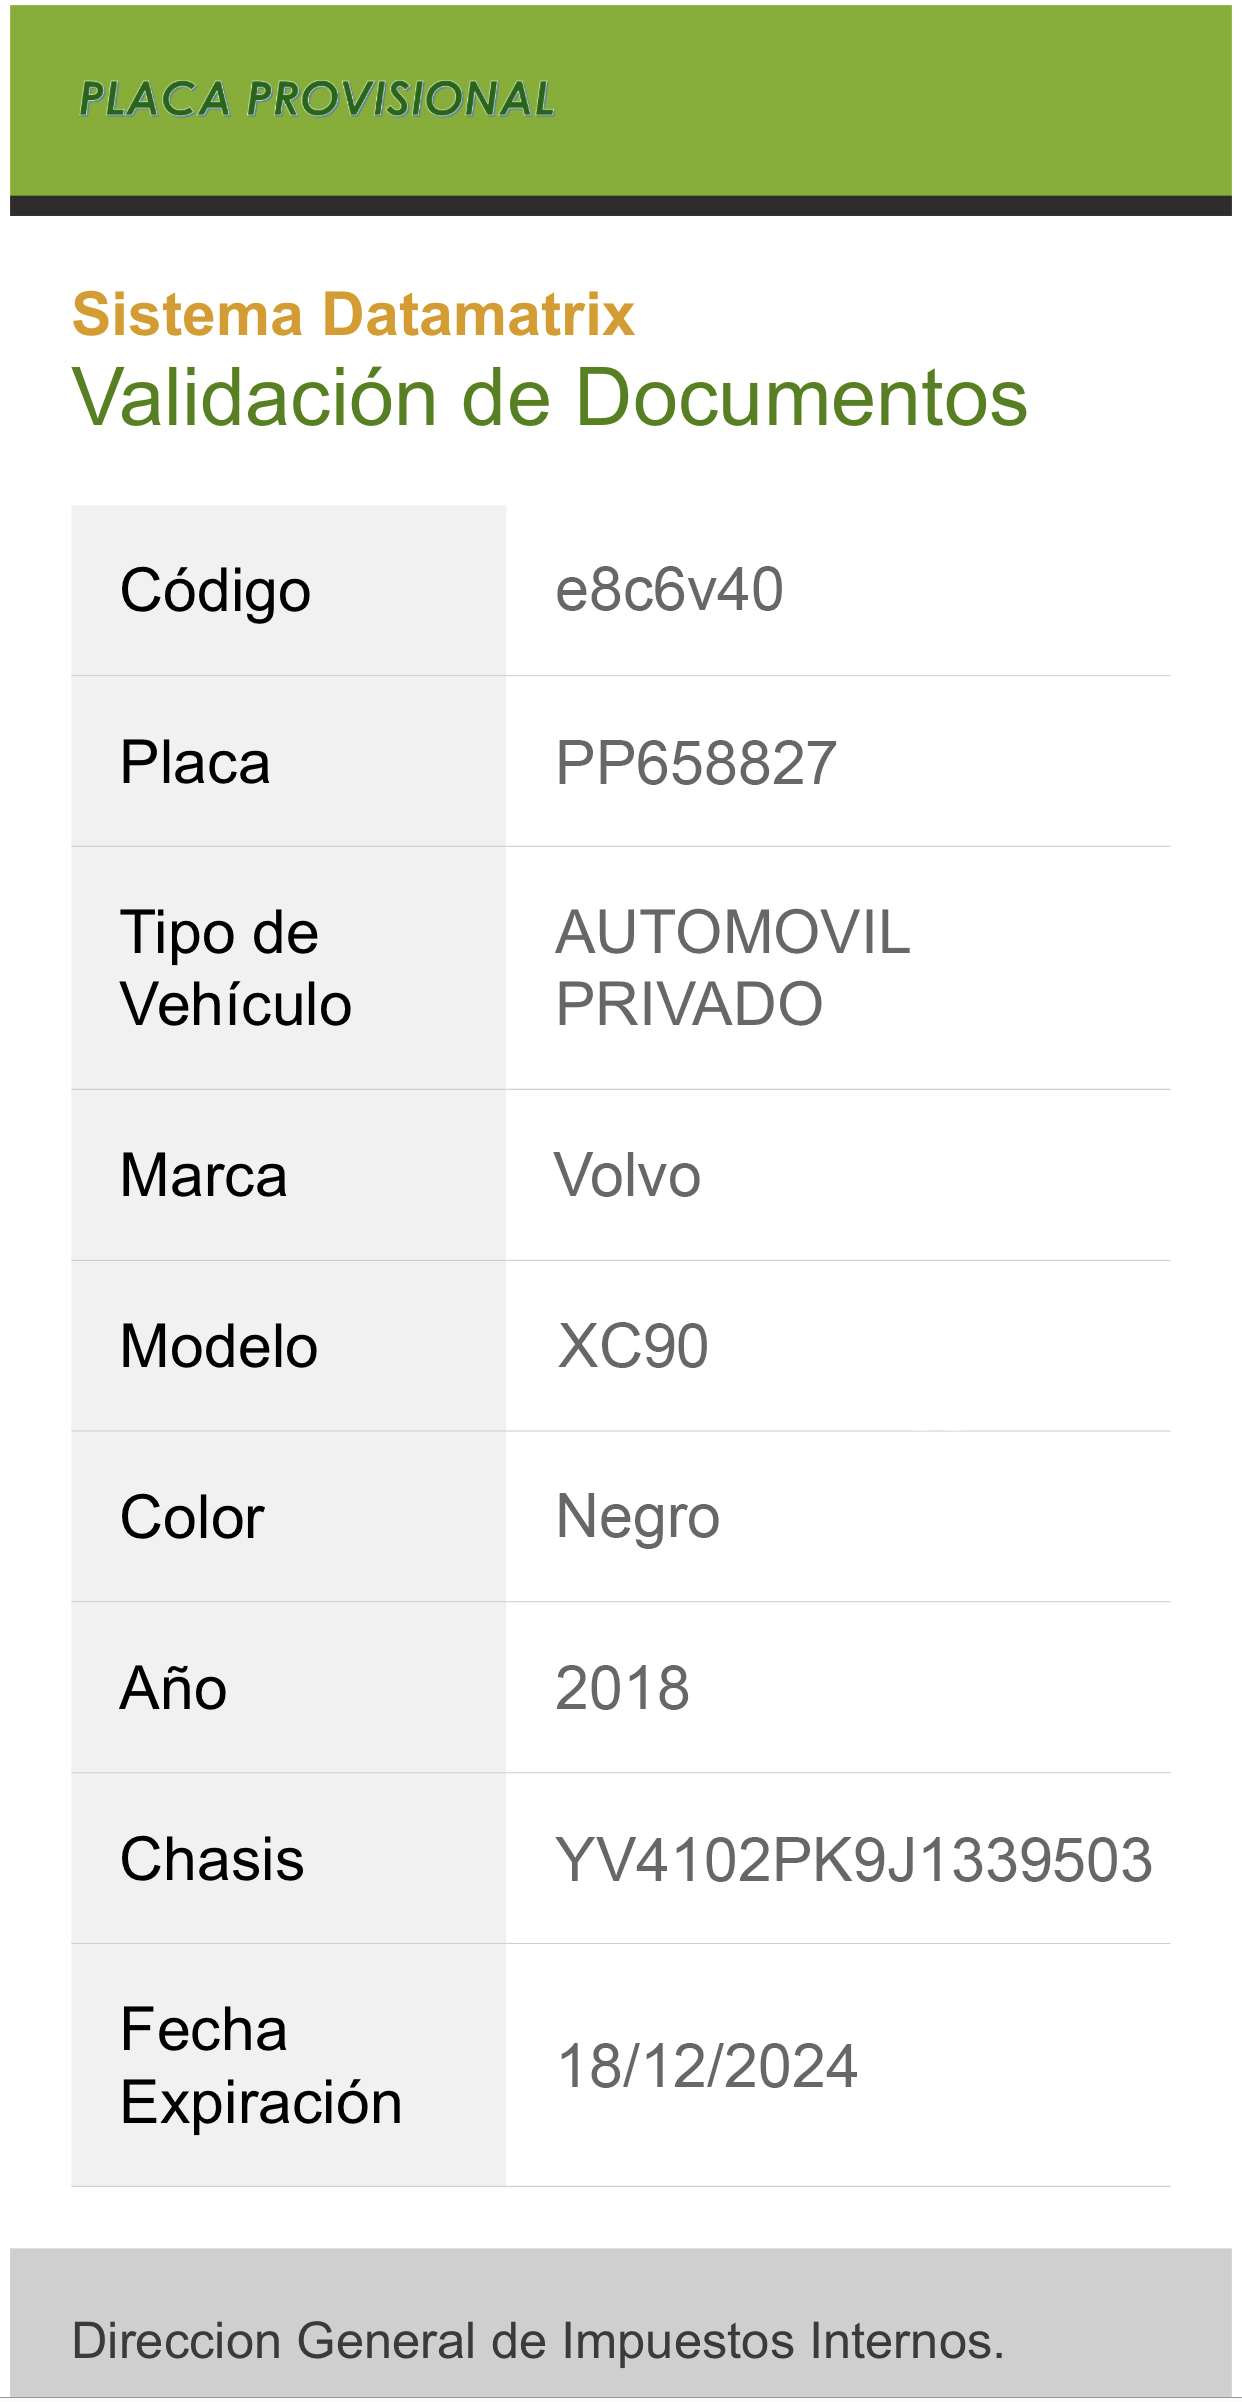 PLACA PROVISIONAL
Sistema Datamatrix
Validación de Documentos
Código e8c6v40
Placa PP658827
Tipo de AUTOMOVIL
Vehículo PRIVADO
Marca Volvo
Modelo XC90
Color Negro
Año 2018
Chasis YV4102PK9J1339503
Fecha
Expiración 18/12/2024
Direccion General de Impuestos Internos.